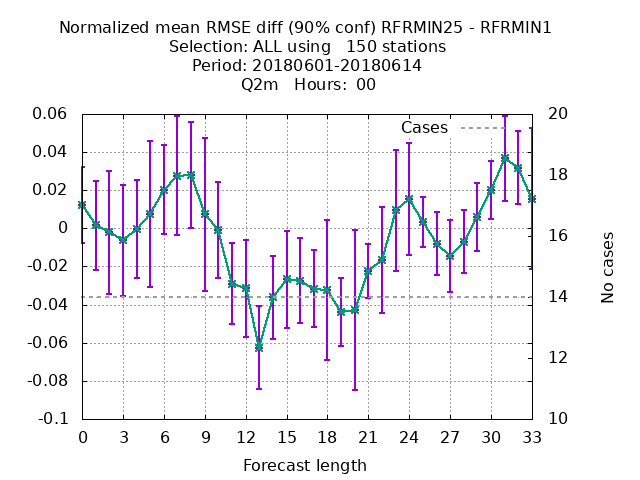 Normalized mean RMSE diff (90% conf) RFRMIN25 - RFRMIN1
Selection: ALL using   150 stations
Period: 20180601-20180614
Q2m   Hours:  00
Cases
0.06
0.04
0.02
0
-0.02
-0.04
-0.06
-0.08
-0.1
20
18
16
14
12
10
No cases
0 3 6 9 12 15 18 21 24 27 30 33
Forecast length